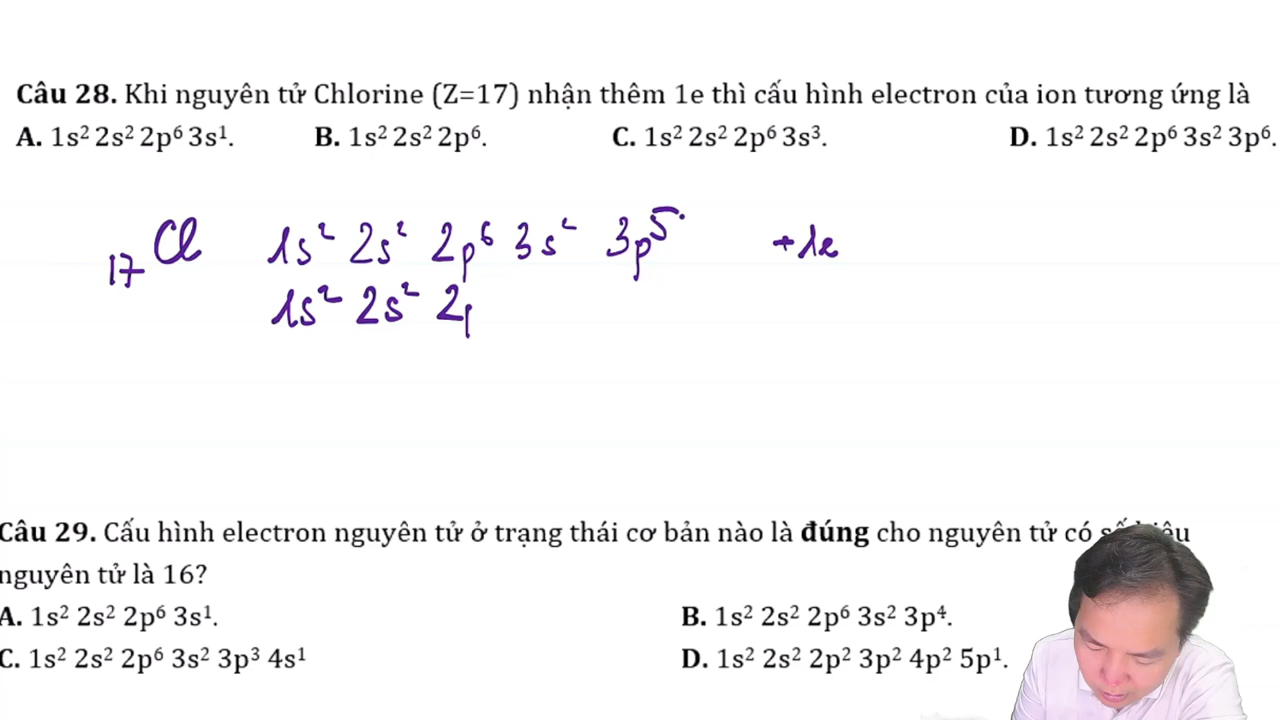 Câu 28. Khi nguyên tử Chlorine (Z=17) nhận thêm 1e thì cấu hình electron của ion tương ứng là
A. 1s² 2s² 2p⁶ 3s¹. B. 1s² 2s² 2p⁶. C. 1s² 2s² 2p⁶ 3s³. D. 1s² 2s² 2p⁶ 3s² 3p⁶.
₁₇Cl 1s² 2s² 2p⁶ 3s² 3p⁵. +1e
1s² 2s² 2p
Câu 29. Cấu hình electron nguyên tử ở trạng thái cơ bản nào là đúng cho nguyên tử có số hiệu
nguyên tử là 16?
A. 1s² 2s² 2p⁶ 3s¹. B. 1s² 2s² 2p⁶ 3s² 3p⁴.
C. 1s² 2s² 2p⁶ 3s² 3p³ 4s¹ D. 1s² 2s² 2p² 3p² 4p² 5p¹.